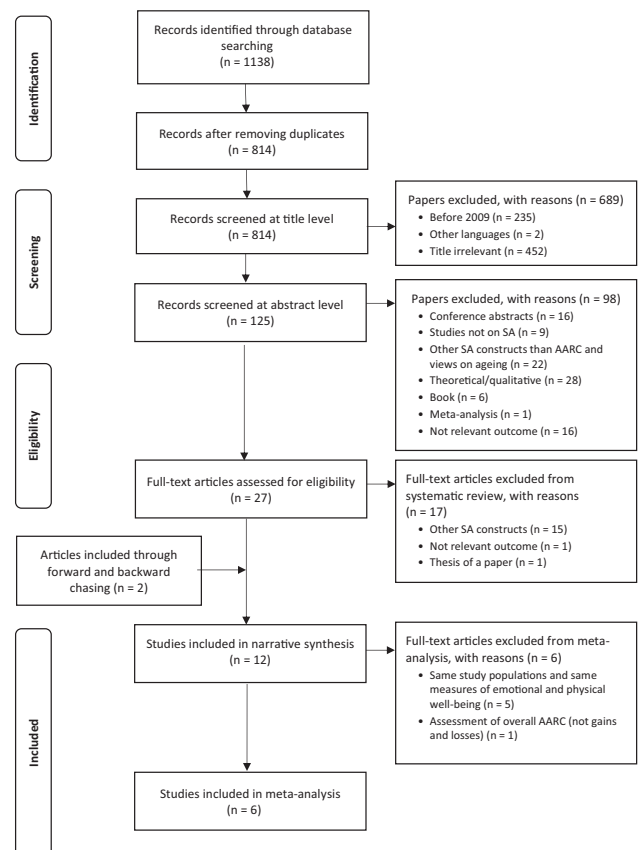 Identification
Records identified through database
searching
(n = 1138)
Records after removing duplicates
(n = 814)
Screening
Records screened at title level
(n = 814)
Papers excluded, with reasons (n = 689)
• Before 2009 (n = 235)
• Other languages (n = 2)
• Title irrelevant (n = 452)
Records screened at abstract level
(n = 125)
Papers excluded, with reasons (n = 98)
• Conference abstracts (n = 16)
• Studies not on SA (n = 9)
• Other SA constructs than AARC and
views on ageing (n = 22)
• Theoretical/qualitative (n = 28)
• Book (n = 6)
• Meta-analysis (n = 1)
• Not relevant outcome (n = 16)
Eligibility
Full-text articles assessed for eligibility
(n = 27)
Full-text articles excluded from
systematic review, with reasons
(n = 17)
• Other SA constructs (n = 15)
• Not relevant outcome (n = 1)
• Thesis of a paper (n = 1)
Articles included through
forward and backward
chasing (n = 2)
Included
Studies included in narrative synthesis
(n = 12)
Full-text articles excluded from meta-
analysis, with reasons (n = 6)
• Same study populations and same
measures of emotional and physical
well-being (n = 5)
• Assessment of overall AARC (not gains
and losses) (n = 1)
Studies included in meta-analysis
(n = 6)